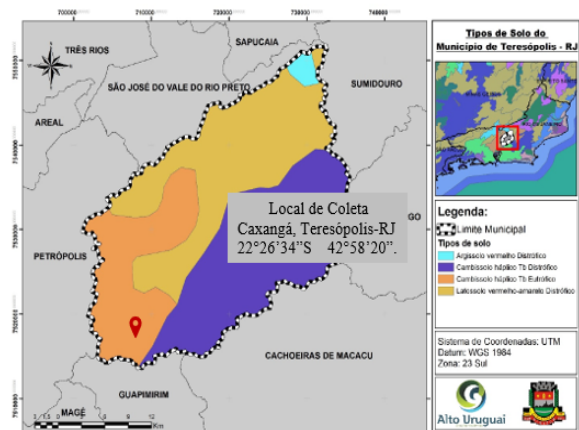 Tipos de Solo do
Município de Teresópolis - RJ
700000
710000
720000
730000
740000
TRÊS RIOS
SAPUCAIA
SÃO JOSÉ DO VALE DO RIO PRETO
SUMIDOURO
AREAL
PETRÓPOLIS
GO
Local de Coleta
Caxangá, Teresópolis-RJ
22°26'34”S 42°58'20”.
CACHOEIRAS DE MACACU
GUAPIMIRIM
MAGÉ
Km
Legenda:
Limite Municipal
Tipos de solo
Argissolo vermelho Distrófico
Cambissolo háplico Tb Distrófico
Cambissolo háplico Tb Eutrófico
Latossolo vermelho-amarelo Distrófico
Sistema de Coordenadas: UTM
Datum: WGS 1984
Zona: 23 Sul
Alto Uruguai